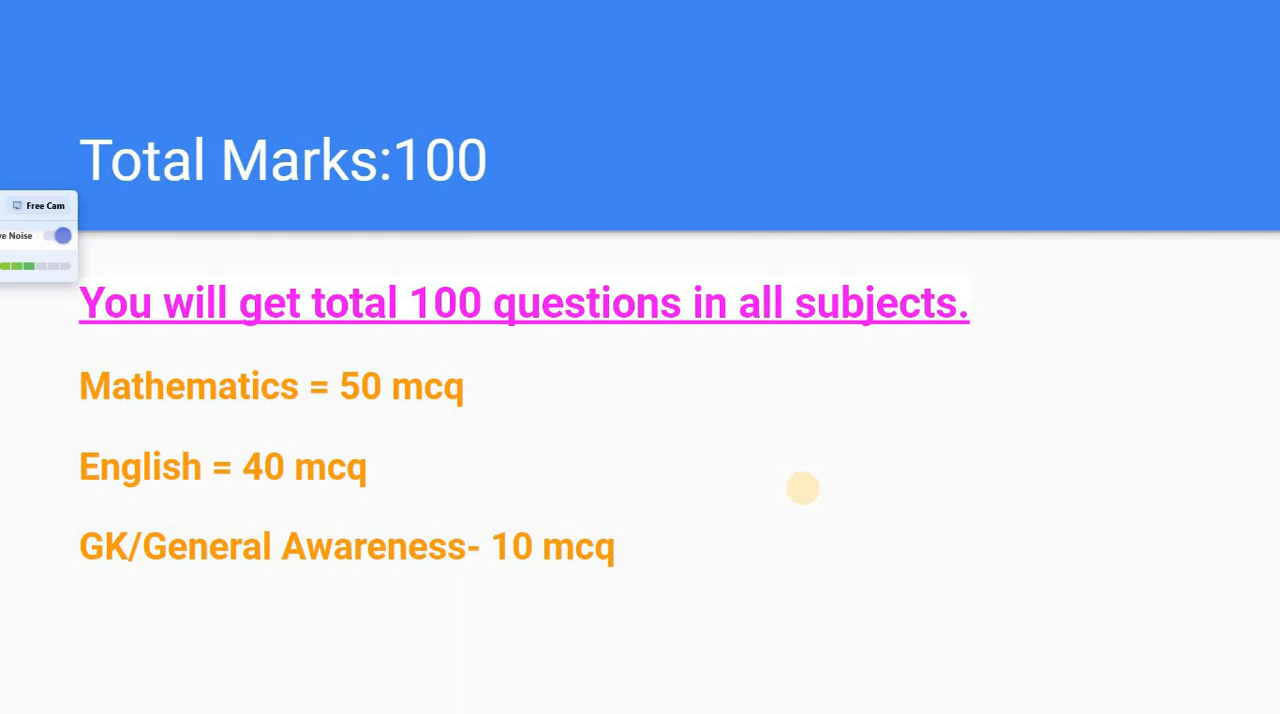 Total Marks:100
Free Cam
Noise
You will get total 100 questions in all subjects.
Mathematics = 50 mcq
English = 40 mcq
GK/General Awareness- 10 mcq